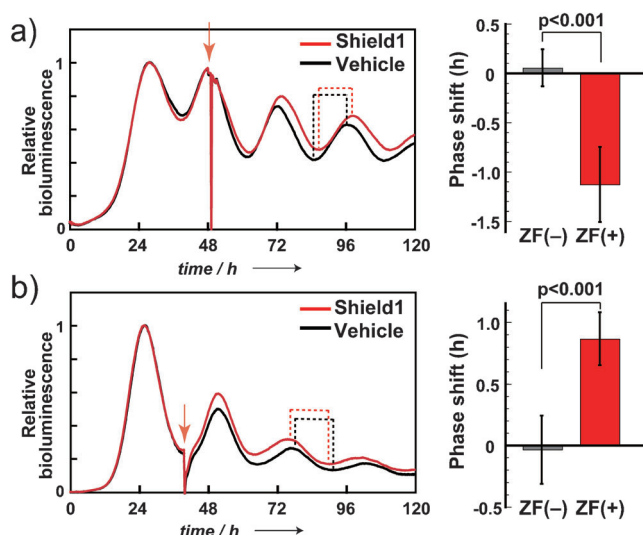 a)
Shield1
Vehicle
Relative
bioluminescence
1
0
0 24 48 72 96 120
time / h
p<0.001
Phase shift (h)
0.5
0
-0.5
-1.0
-1.5
ZF(−) ZF(+)
b)
Shield1
Vehicle
Relative
bioluminescence
1
0
0 24 48 72 96 120
time / h
p<0.001
Phase shift (h)
1.0
0.5
0
-0.5
ZF(−) ZF(+)